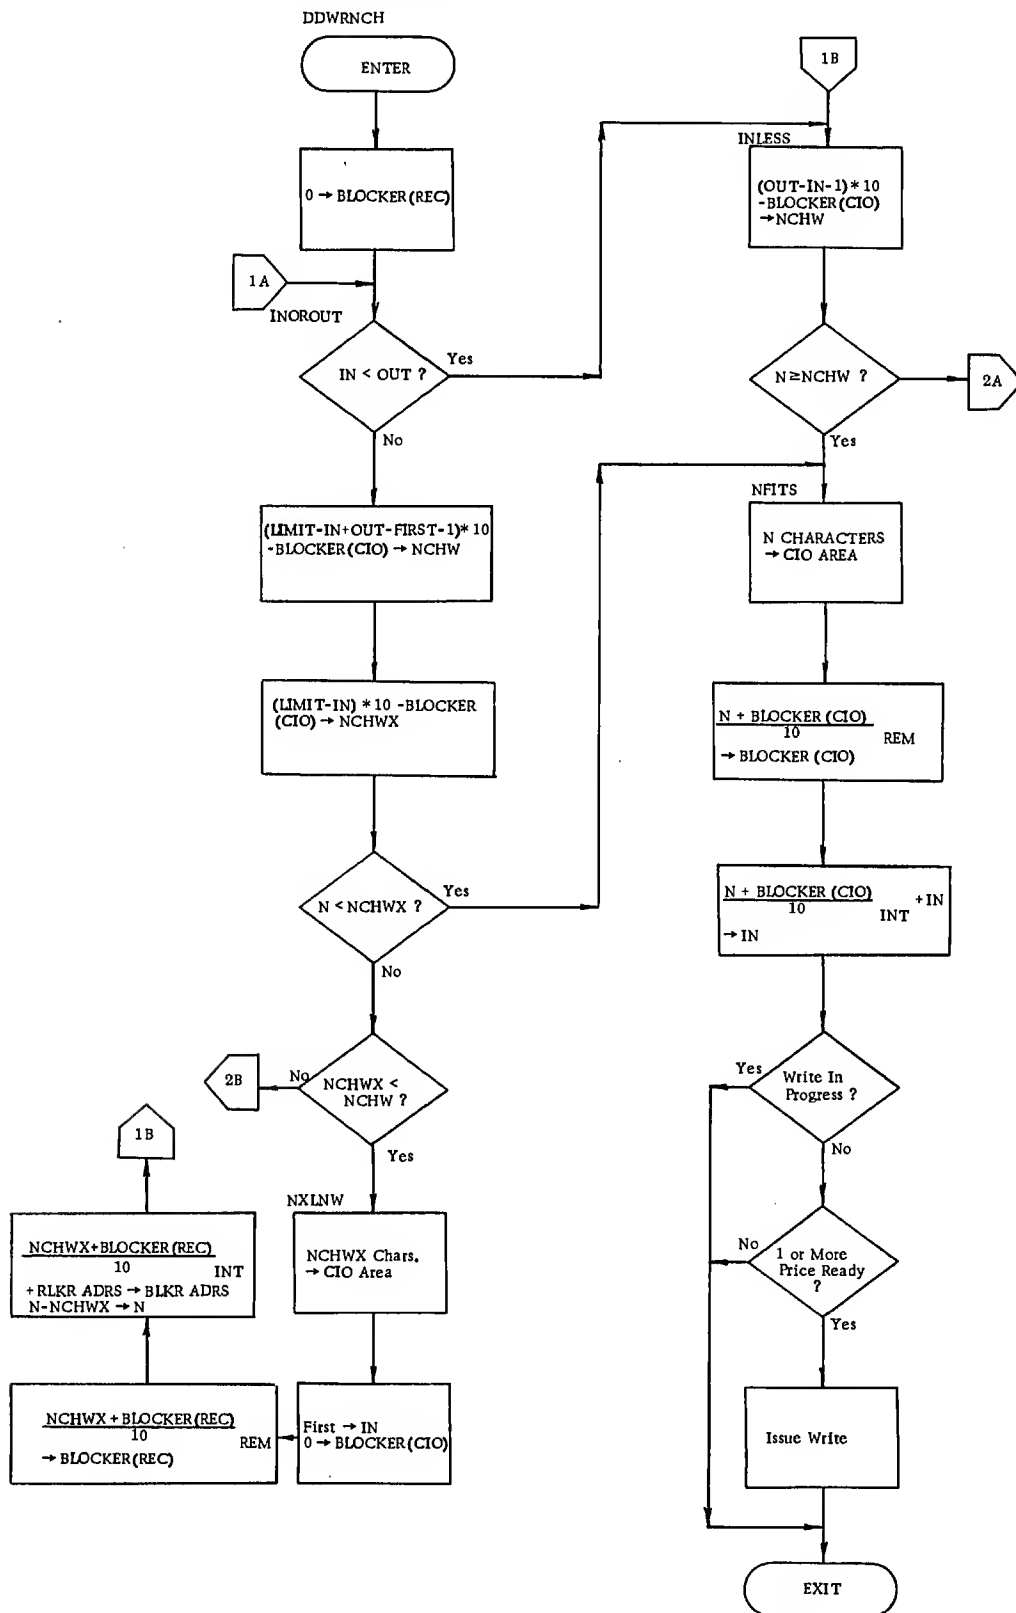 DDWRNCH
ENTER
0 → BLOCKER(REC)
1A
INOROUT
IN < OUT ?
Yes
No
(LIMIT-IN+OUT-FIRST-1)* 10
-BLOCKER(CIO) → NCHW
(LIMIT-IN) * 10 -BLOCKER
(CIO) → NCHWX
N < NCHWX ?
Yes
No
NCHWX <
NCHW ?
No
2B
Yes
NXLNW
NCHWX Chars.
→ CIO Area
First → IN
0 → BLOCKER(CIO)
NCHWX + BLOCKER(REC)
10
REM
→ BLOCKER(REC)
NCHWX+BLOCKER(REC)
10
INT
+RLKR ADRS → BLKR ADRS
N-NCHWX → N
1B
1B
INLESS
(OUT-IN-1) * 10
-BLOCKER(CIO)
→NCHW
N≥NCHW ?
2A
Yes
NFITS
N CHARACTERS
→ CIO AREA
N + BLOCKER (CIO)
10
REM
→ BLOCKER (CIO)
N + BLOCKER (CIO)
10
INT
+IN
→ IN
Write In
Progress ?
Yes
No
1 or More
Price Ready
?
No
Yes
Issue Write
EXIT